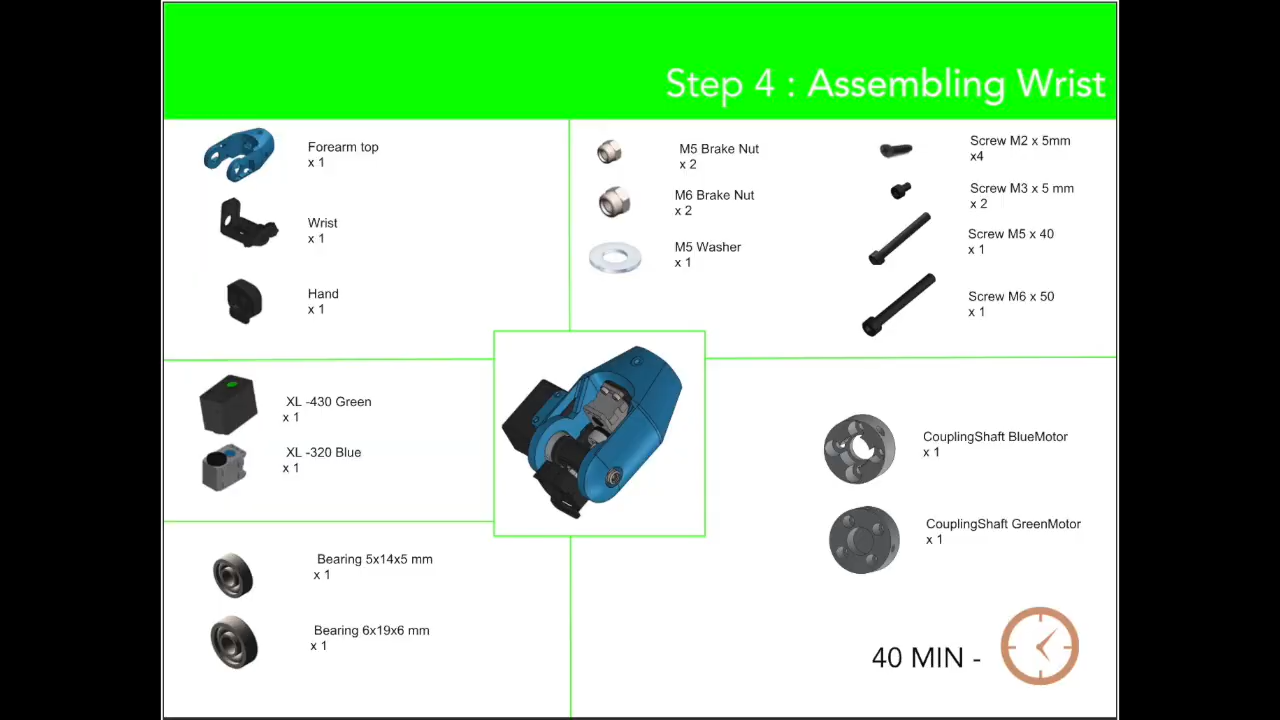 Step 4 : Assembling Wrist
Forearm top
x 1
Wrist
x 1
Hand
x 1
M5 Brake Nut
x 2
M6 Brake Nut
x 2
M5 Washer
x 1
Screw M2 x 5mm
x4
Screw M3 x 5 mm
x 2
Screw M5 x 40
x 1
Screw M6 x 50
x 1
XL -430 Green
x 1
XL -320 Blue
x 1
Bearing 5x14x5 mm
x 1
Bearing 6x19x6 mm
x 1
CouplingShaft BlueMotor
x 1
CouplingShaft GreenMotor
x 1
40 MIN -